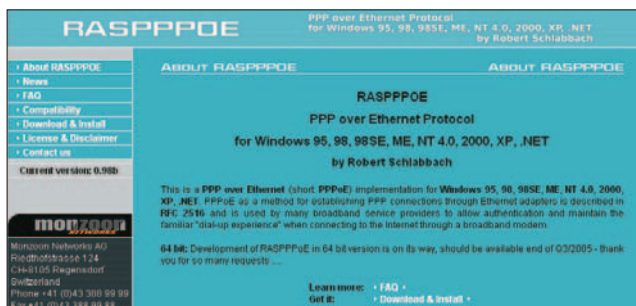 RASPPPOE
PPP over Ethernet Protocol
for Windows 95, 98, 98SE, ME, NT 4.0, 2000, XP, .NET
by Robert Schlabbach
About RASPPPOE
News
FAQ
Compatibility
Download & Install
License & Disclaimer
Contact us
Current version: 0.98b
monzoon
NETWORKS
Monzoon Networks AG
Riedthofstrasse 124
CH-8105 Regensdorf
Switzerland
Phone +41 (0)43 388 99 99
Fax +41 (0)43 388 99 88
ABOUT RASPPPOE ABOUT RASPPPOE
RASPPPOE
PPP over Ethernet Protocol
for Windows 95, 98, 98SE, ME, NT 4.0, 2000, XP, .NET
by Robert Schlabbach
This is a PPP over Ethernet (short PPPoE) implementation for Windows 95, 98, 98SE, ME, NT 4.0, 2000,
XP, .NET. PPPoE as a method for establishing PPP connections through Ethernet adapters is described in
RFC 2516 and is used by many broadband service providers to allow authentication and maintain the
familiar "dial-up experience" when connecting to the Internet through a broadband modem.
64 bit: Development of RASPPPoE in 64 bit version is on its way, should be available end of Q3/2005 - thank
you for so many requests ....
Learn more: • FAQ •
Get it: • Download & Install •